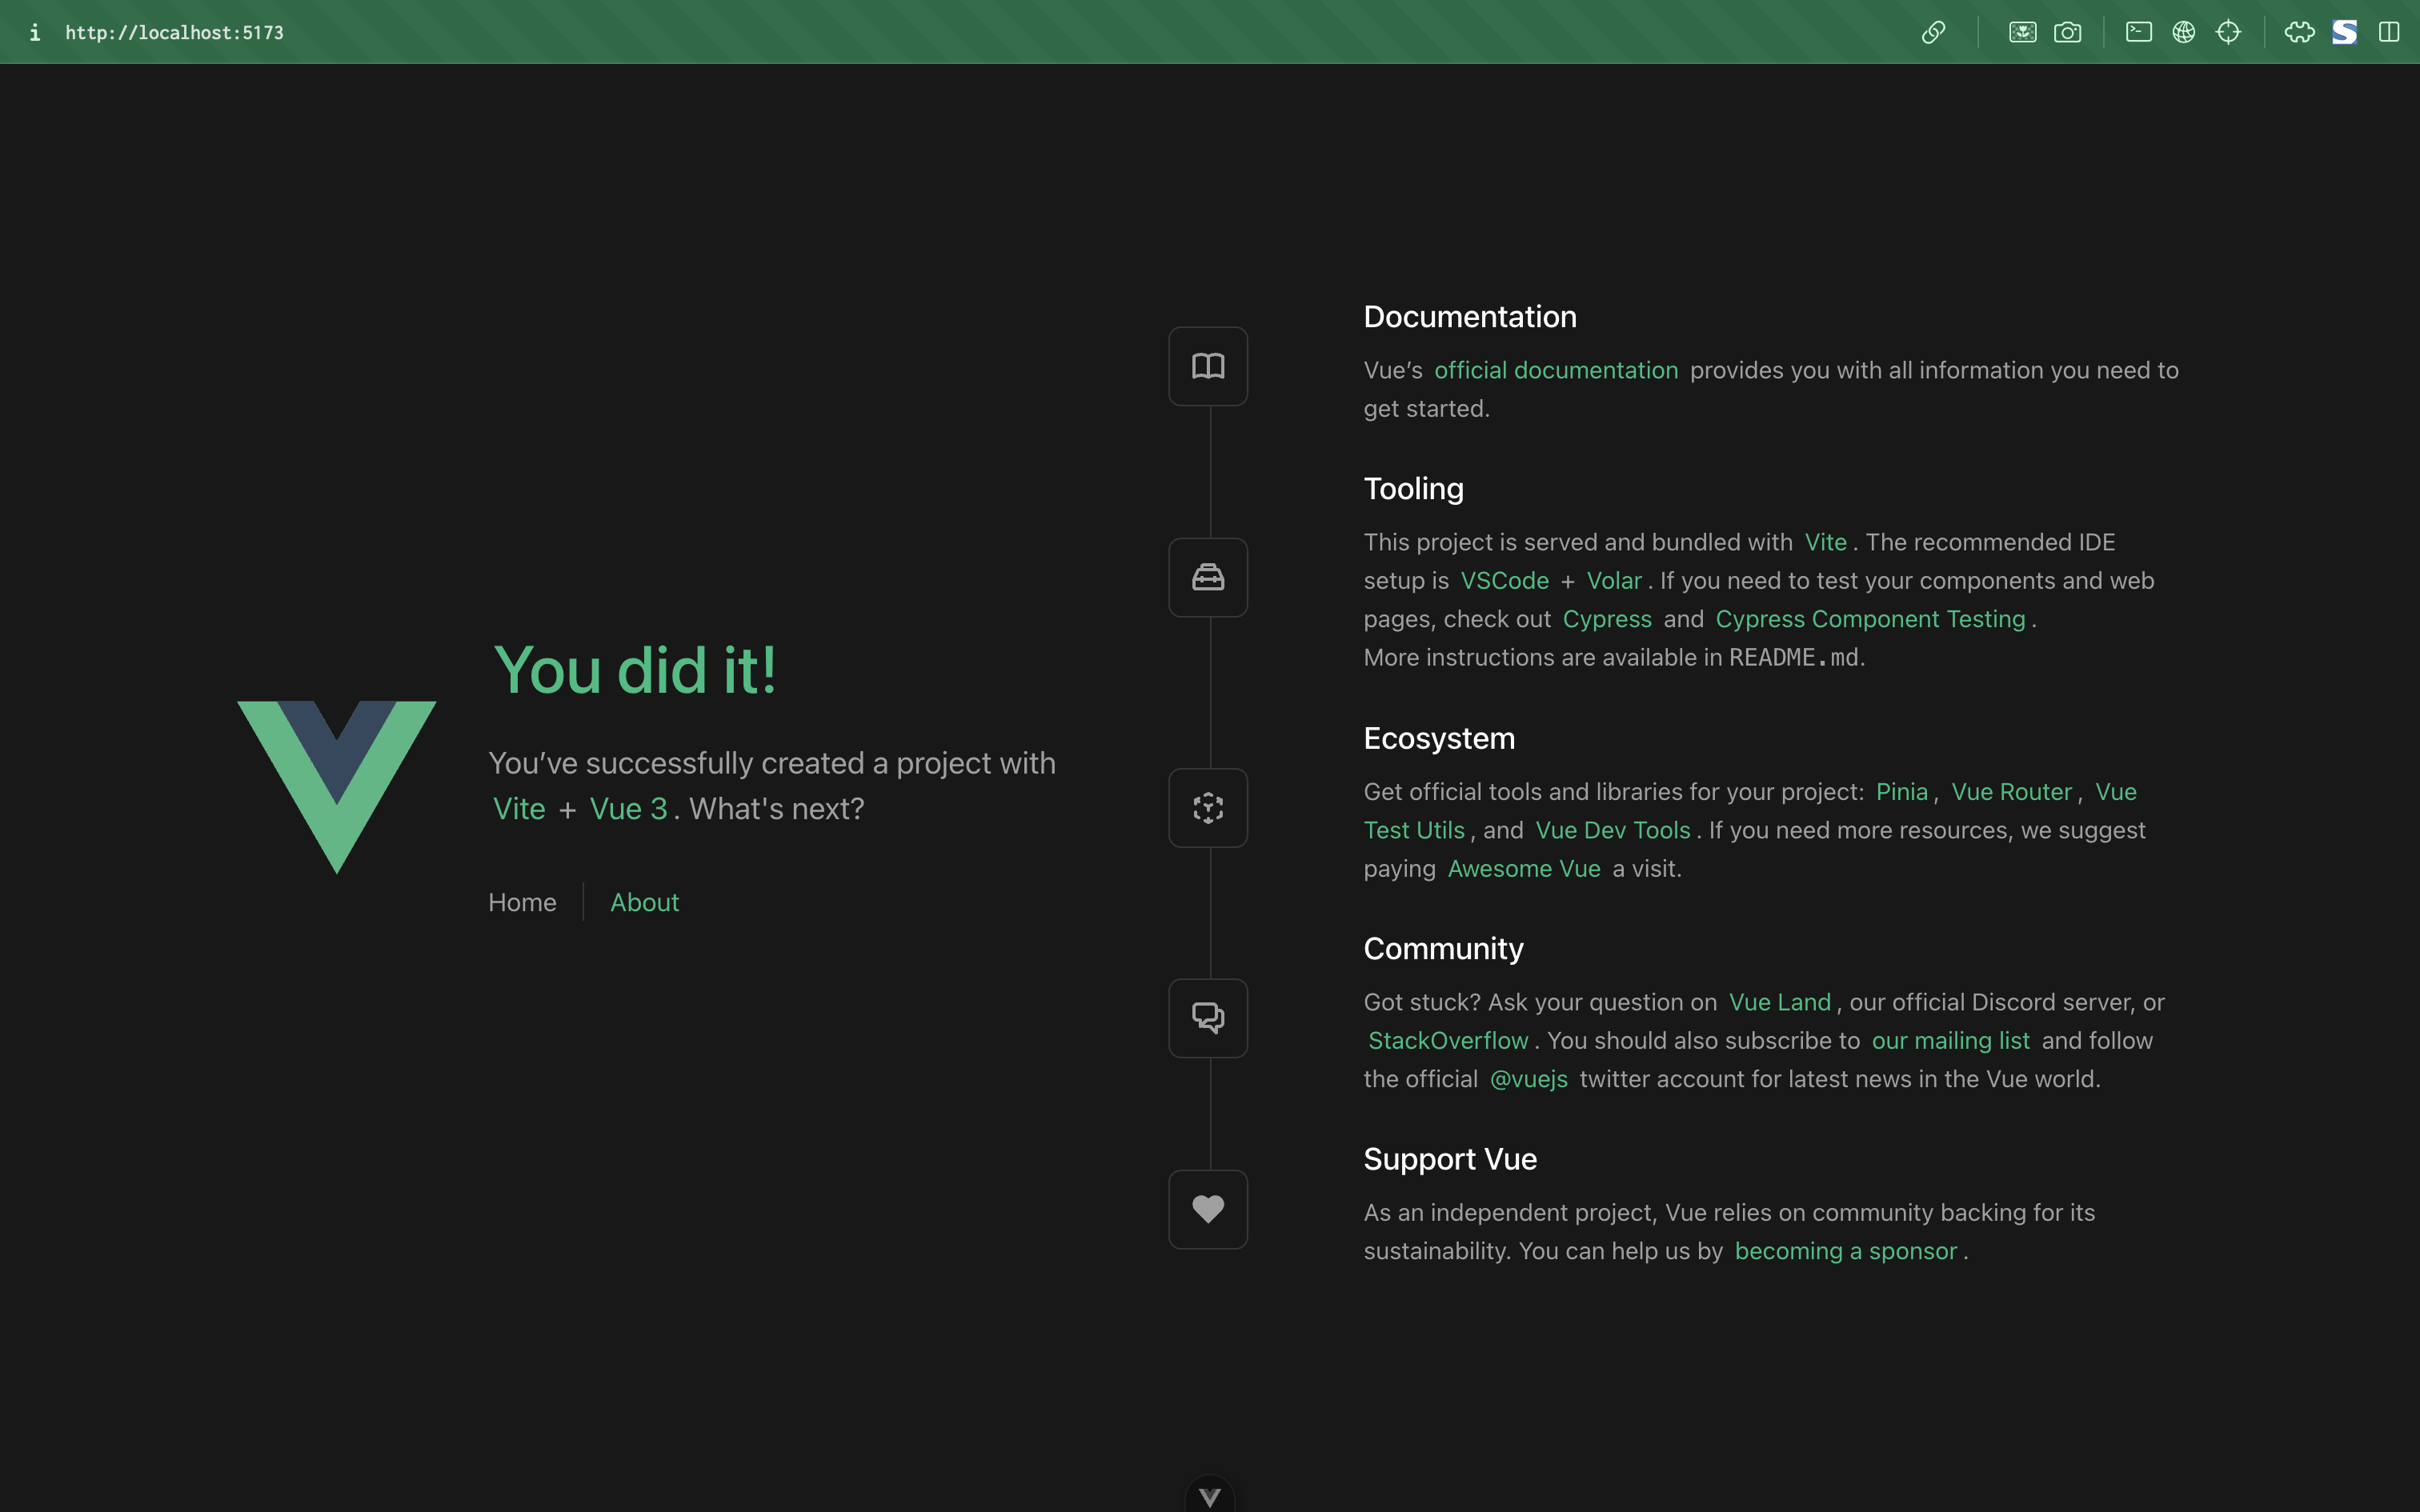 http://localhost:5173
You did it!
You’ve successfully created a project with
Vite + Vue 3. What's next?
Home
About
Documentation
Vue’s official documentation provides you with all information you need to
get started.
Tooling
This project is served and bundled with Vite. The recommended IDE
setup is VSCode + Volar. If you need to test your components and web
pages, check out Cypress and Cypress Component Testing.
More instructions are available in README.md.
Ecosystem
Get official tools and libraries for your project: Pinia, Vue Router, Vue
Test Utils, and Vue Dev Tools. If you need more resources, we suggest
paying Awesome Vue a visit.
Community
Got stuck? Ask your question on Vue Land, our official Discord server, or
StackOverflow. You should also subscribe to our mailing list and follow
the official @vuejs twitter account for latest news in the Vue world.
Support Vue
As an independent project, Vue relies on community backing for its
sustainability. You can help us by becoming a sponsor.